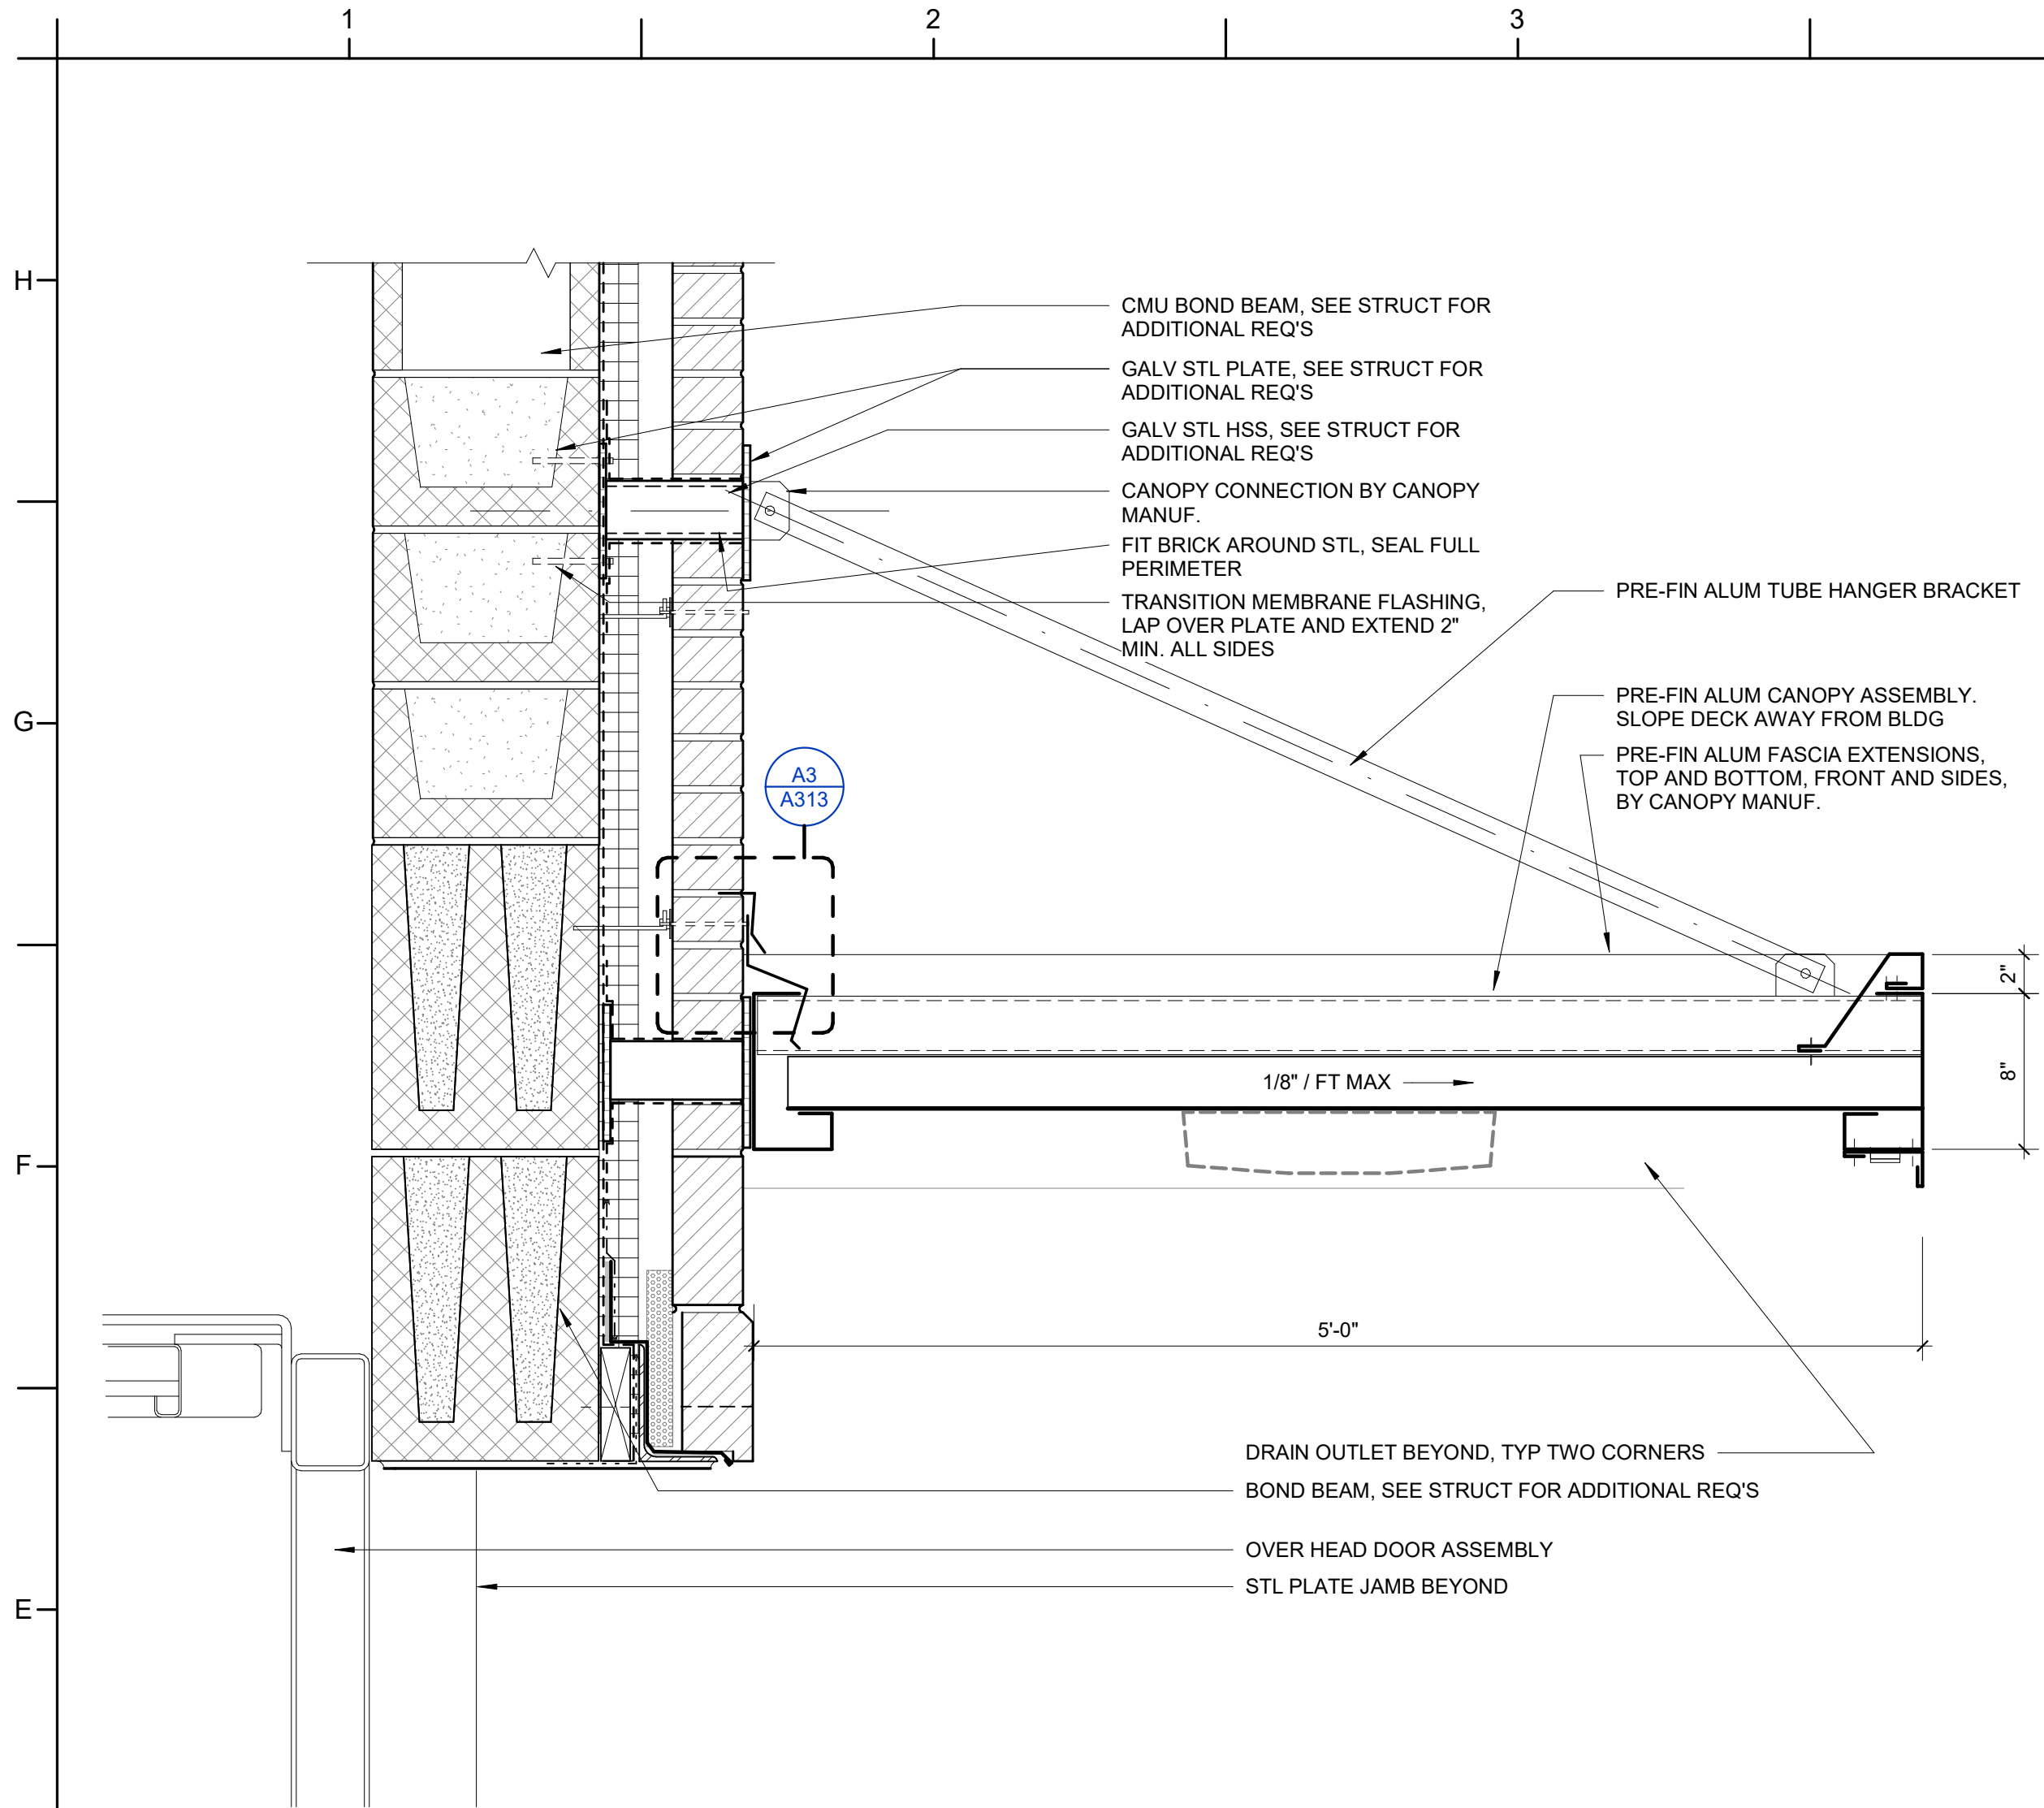 1
2
3
H
CMU BOND BEAM, SEE STRUCT FOR
ADDITIONAL REQ'S
GALV STL PLATE, SEE STRUCT FOR
ADDITIONAL REQ'S
GALV STL HSS, SEE STRUCT FOR
ADDITIONAL REQ'S
CANOPY CONNECTION BY CANOPY
MANUF.
FIT BRICK AROUND STL, SEAL FULL
PERIMETER
TRANSITION MEMBRANE FLASHING,
LAP OVER PLATE AND EXTEND 2"
MIN. ALL SIDES
PRE-FIN ALUM TUBE HANGER BRACKET
PRE-FIN ALUM CANOPY ASSEMBLY.
SLOPE DECK AWAY FROM BLDG
G
PRE-FIN ALUM FASCIA EXTENSIONS,
TOP AND BOTTOM, FRONT AND SIDES,
BY CANOPY MANUF.
A3
A313
2"
8"
1/8" / FT MAX
F
5'-0"
DRAIN OUTLET BEYOND, TYP TWO CORNERS
BOND BEAM, SEE STRUCT FOR ADDITIONAL REQ'S
OVER HEAD DOOR ASSEMBLY
STL PLATE JAMB BEYOND
E